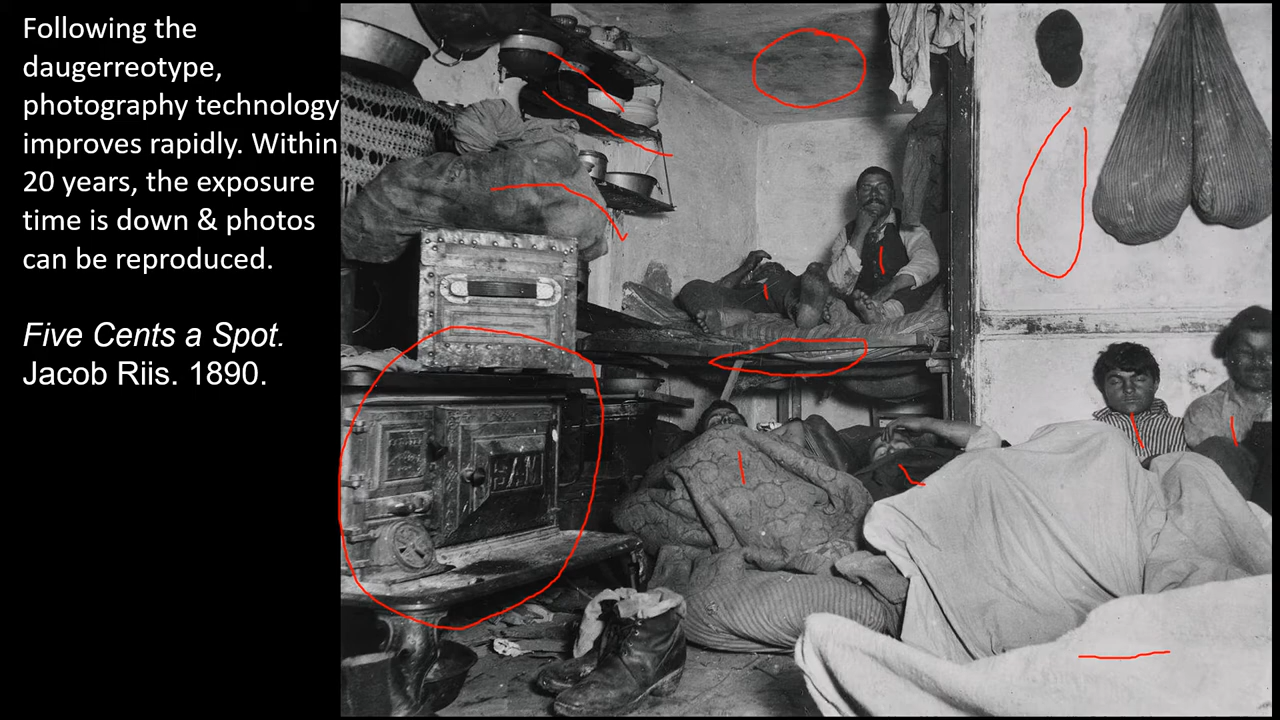 Following the
daugerreotype,
photography technology
improves rapidly. Within
20 years, the exposure
time is down & photos
can be reproduced.
Five Cents a Spot.
Jacob Riis. 1890.